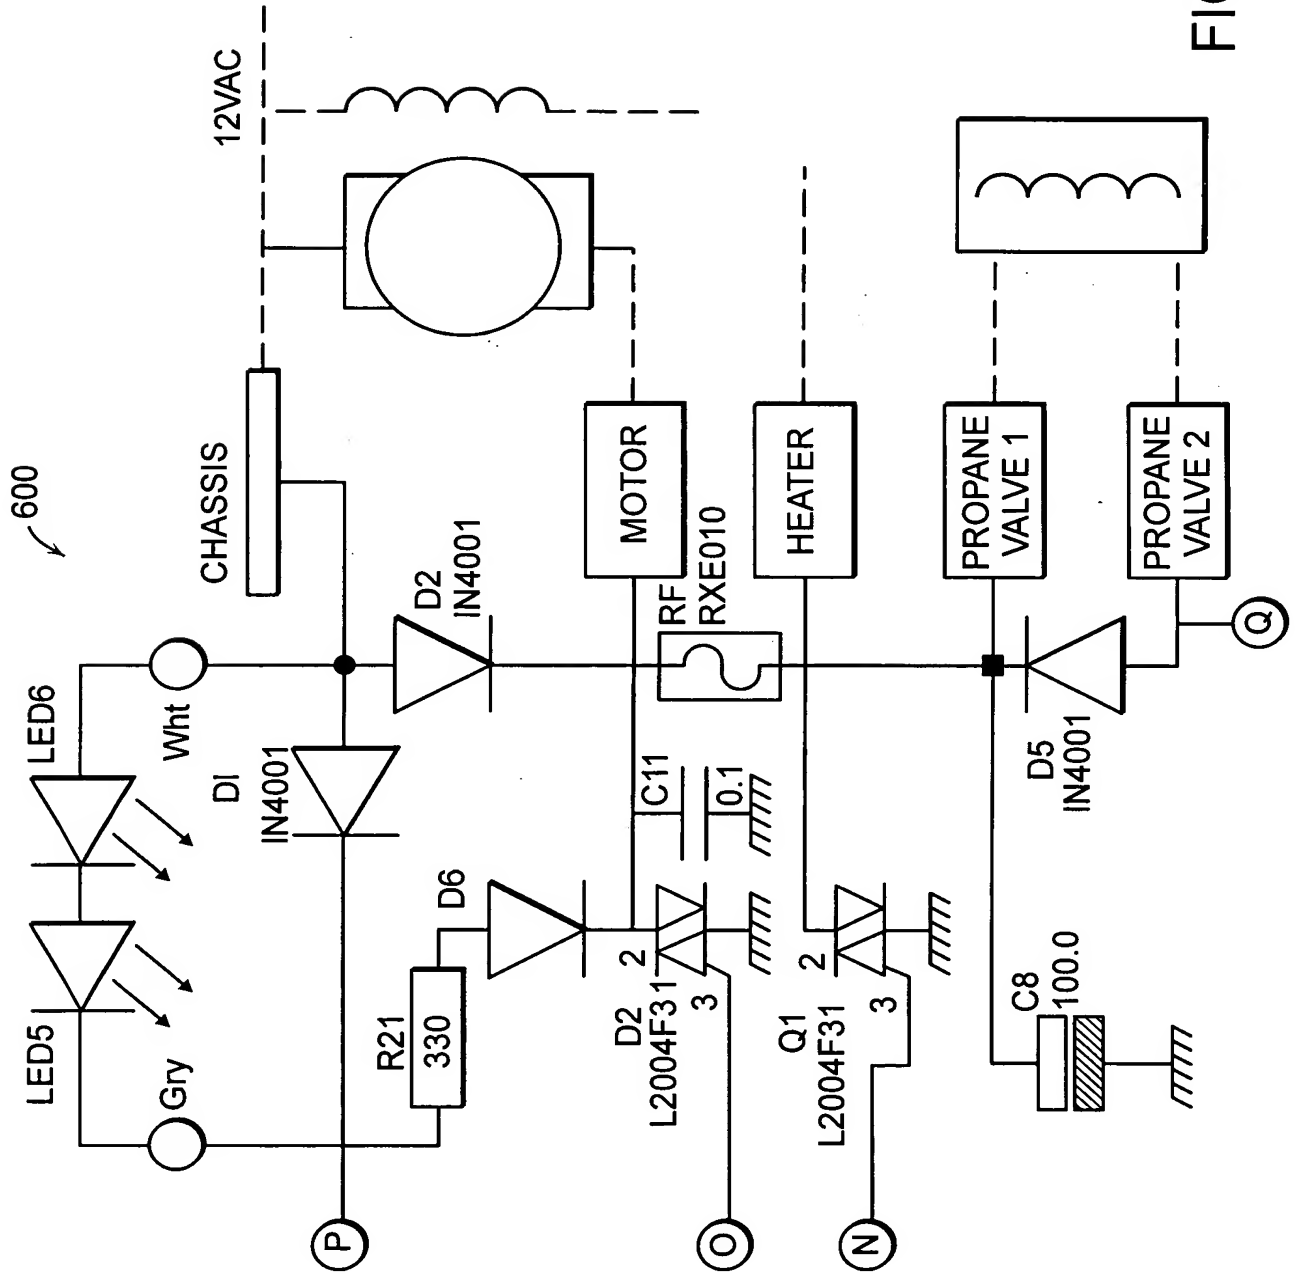 600
12VAC
CHASSIS
LED6
LED5
Wht
Gry
DI
IN4001
D2
IN4001
D6
R21
330
MOTOR
RF
RXE010
C11
0.1
2
D2
L2004F31
3
HEATER
2
Q1
L2004F31
3
PROPANE
VALVE 1
PROPANE
VALVE 2
D5
IN4001
C8
100.0
P
O
N
Q